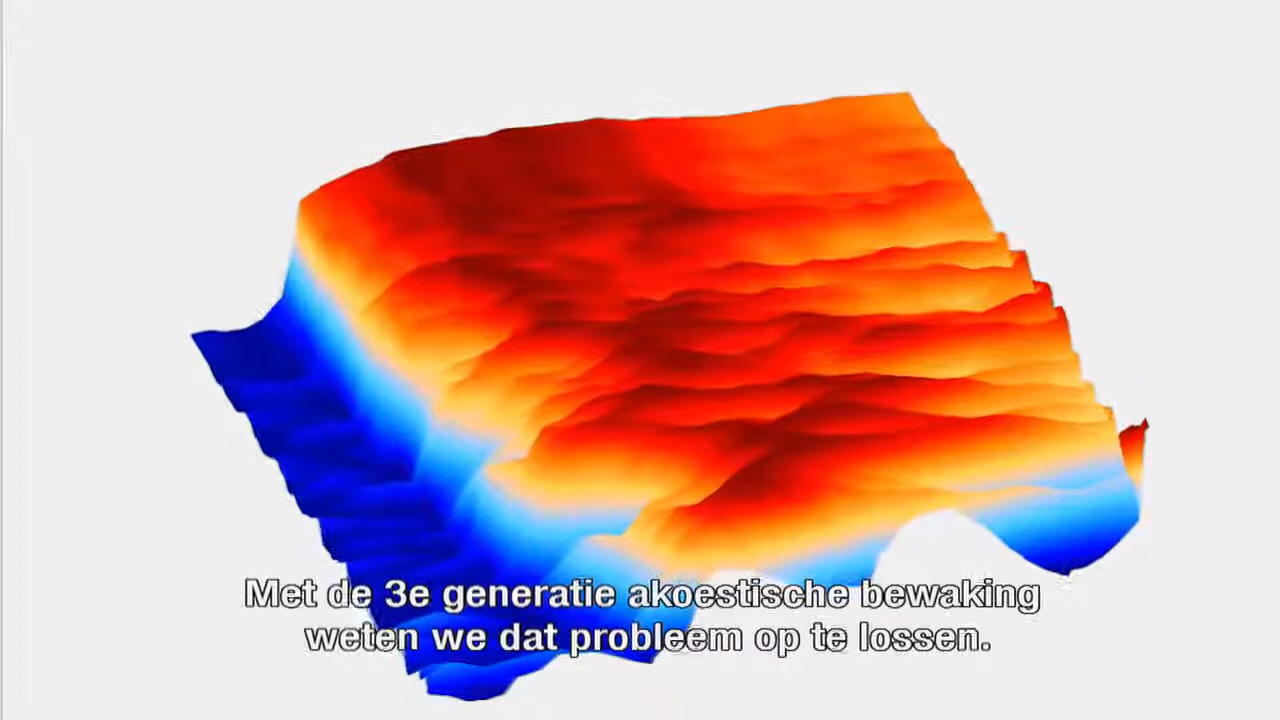 Met de 3e generatie akoestische bewaking
weten we dat probleem op te lossen.